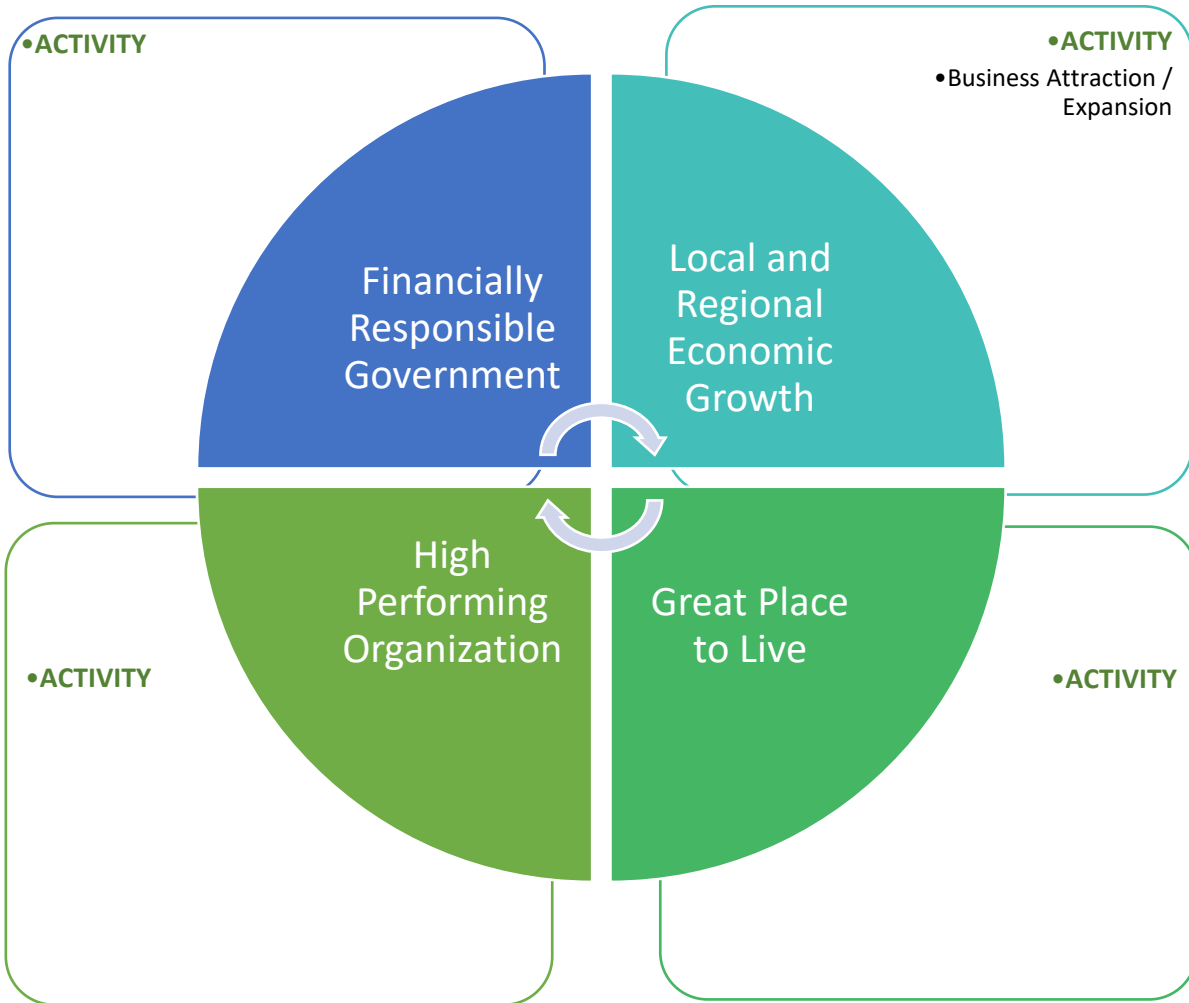 •ACTIVITY
•ACTIVITY
•Business Attraction /
Expansion
Financially
Responsible
Government
Local and
Regional
Economic
Growth
High
Performing
Organization
Great Place
to Live
•ACTIVITY
•ACTIVITY